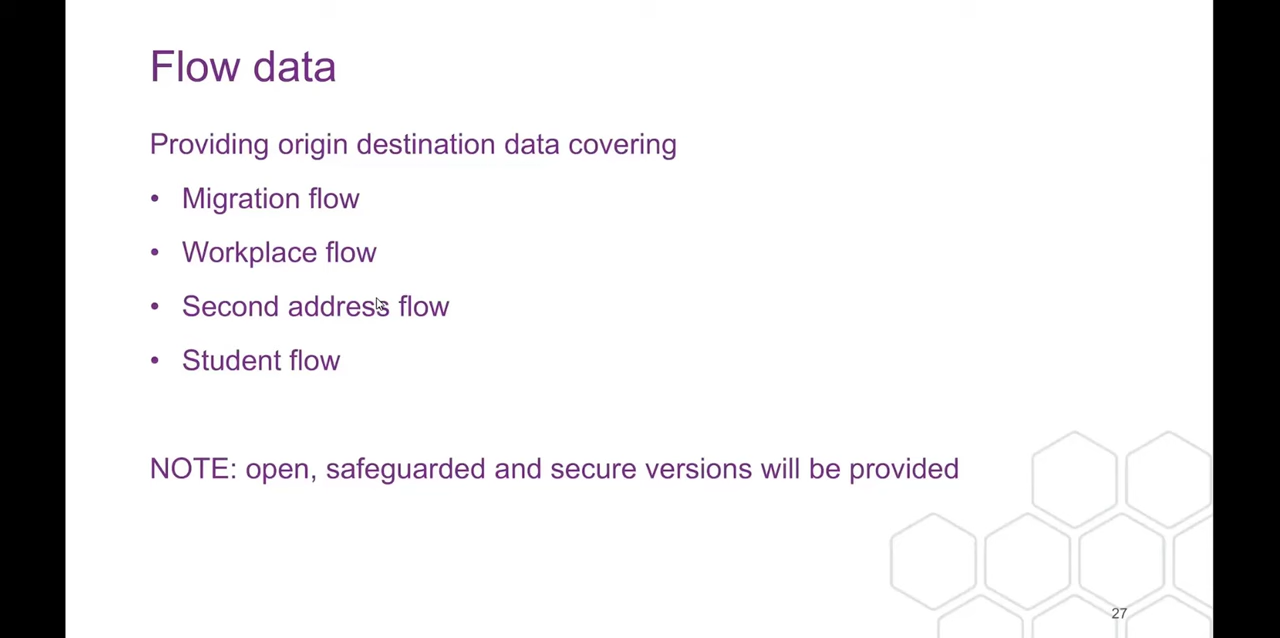 Flow data
Providing origin destination data covering
• Migration flow
• Workplace flow
• Second address flow
• Student flow
NOTE: open, safeguarded and secure versions will be provided
27